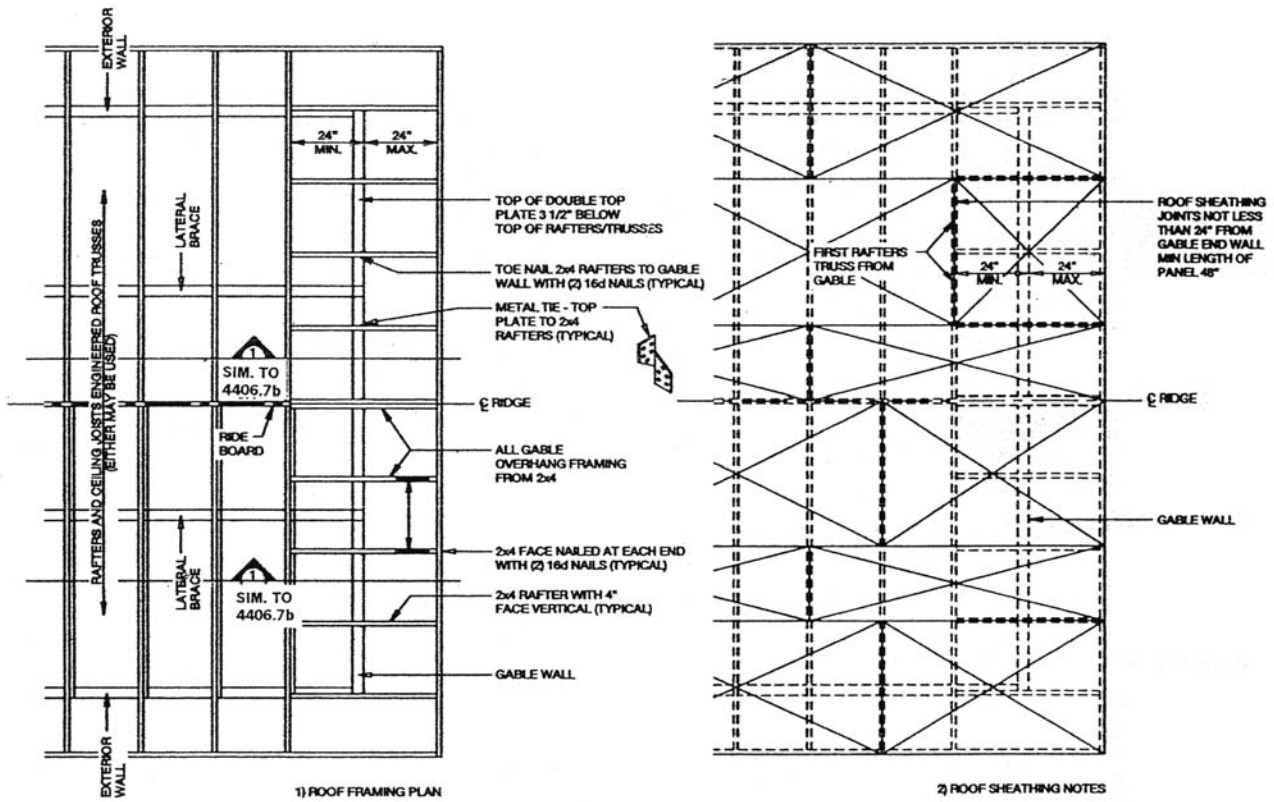 EXTERIOR
WALL
24"
MIN.
24"
MAX.
LATERAL
BRACE
RAFTERS AND CEILING JOISTS ENGINEERED ROOF TRUSSES
(EITHER MAY BE USED)
TOP OF DOUBLE TOP
PLATE 3 1/2" BELOW
TOP OF RAFTERS/TRUSSES
TOE NAIL 2x4 RAFTERS TO GABLE
WALL WITH (2) 16d NAILS (TYPICAL)
METAL TIE - TOP
PLATE TO 2x4
RAFTERS (TYPICAL)
1
SIM. TO
4406.7b
℄ RIDGE
RIDE
BOARD
ALL GABLE
OVERHANG FRAMING
FROM 2x4
LATERAL
BRACE
1
SIM. TO
4406.7b
2x4 FACE NAILED AT EACH END
WITH (2) 16d NAILS (TYPICAL)
2x4 RAFTER WITH 4"
FACE VERTICAL (TYPICAL)
GABLE WALL
EXTERIOR
WALL
1) ROOF FRAMING PLAN
ROOF SHEATHING
JOINTS NOT LESS
THAN 24" FROM
GABLE END WALL
MIN LENGTH OF
PANEL 48"
FIRST RAFTERS
TRUSS FROM
GABLE
24"
MIN.
24"
MAX.
℄ RIDGE
GABLE WALL
2) ROOF SHEATHING NOTES